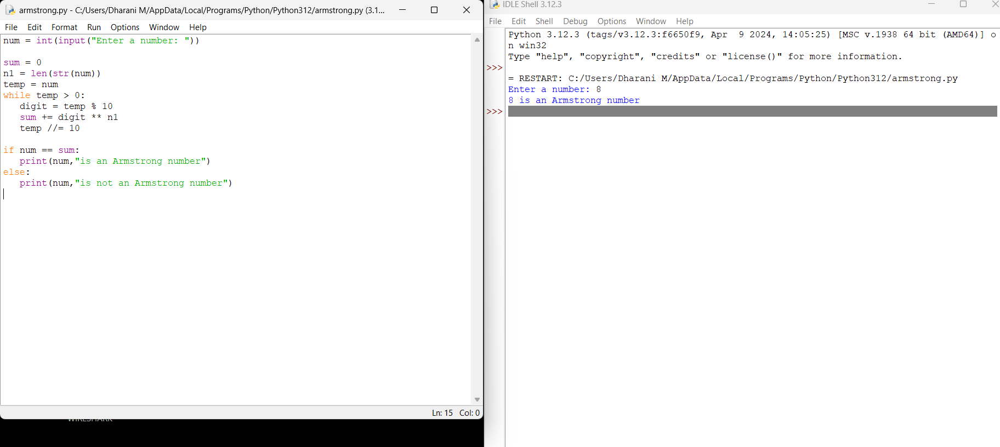 armstrong.py - C:/Users/Dharani M/AppData/Local/Programs/Python/Python312/armstrong.py (3.1...
File Edit Format Run Options Window Help
num = int(input("Enter a number: "))
sum = 0
n1 = len(str(num))
temp = num
while temp > 0:
   digit = temp % 10
   sum += digit ** n1
   temp //= 10
if num == sum:
   print(num,"is an Armstrong number")
else:
   print(num,"is not an Armstrong number")
Ln: 15 Col: 0
WIRESHARK
IDLE Shell 3.12.3
File Edit Shell Debug Options Window Help
Python 3.12.3 (tags/v3.12.3:f6650f9, Apr  9 2024, 14:05:25) [MSC v.1938 64 bit (AMD64)] o
n win32
Type "help", "copyright", "credits" or "license()" for more information.
>>>
= RESTART: C:/Users/Dharani M/AppData/Local/Programs/Python/Python312/armstrong.py
Enter a number: 8
8 is an Armstrong number
>>>